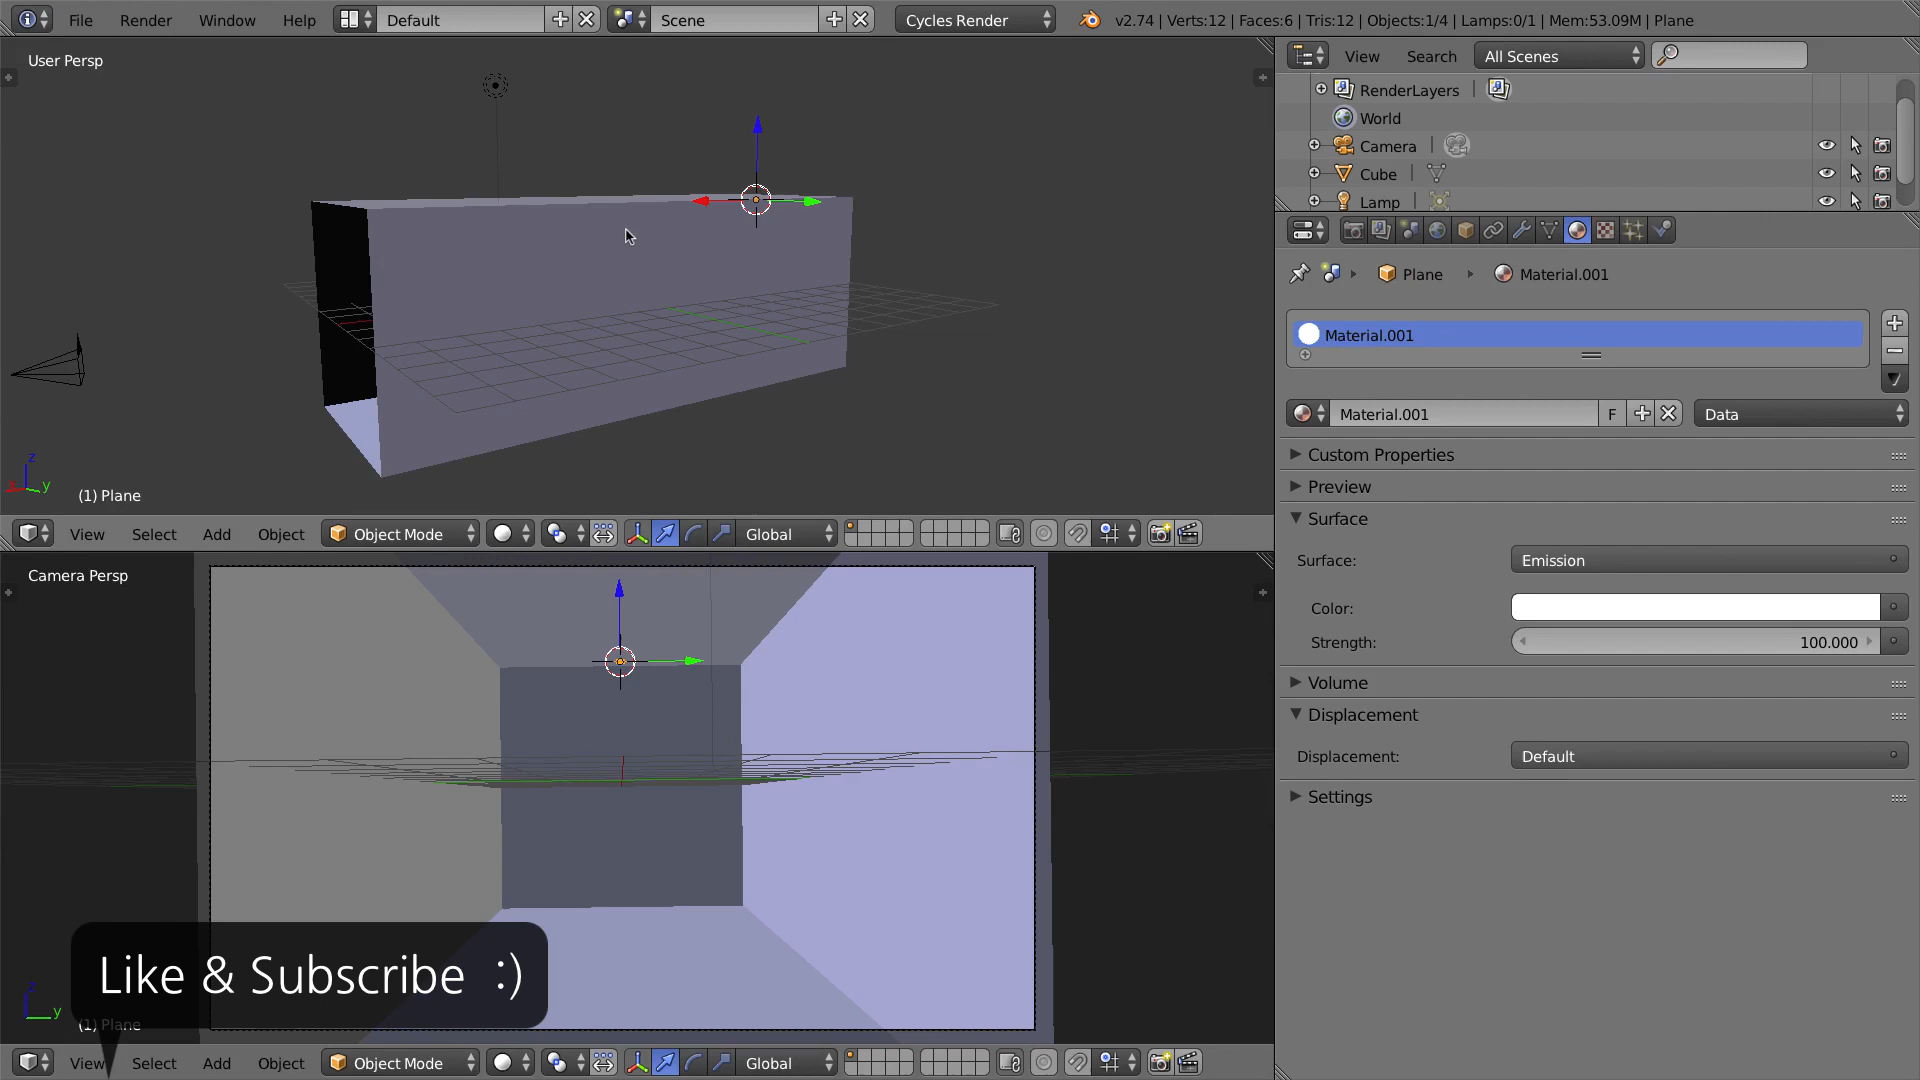 File Render Window Help Default Scene Cycles Render v2.74 | Verts:12 | Faces:6 | Tris:12 | Objects:1/4 | Lamps:0/1 | Mem:53.09M | Plane
User Persp
z
y
(1) Plane
View Select Add Object Object Mode Global
Camera Persp
Like & Subscribe :)
z
y
(1) Plane
View Select Add Object Object Mode Global
View Search All Scenes
RenderLayers
World
Camera
Cube
Lamp
Plane Material.001
Material.001
Material.001 F Data
Custom Properties
Preview
Surface
Surface: Emission
Color:
Strength: 100.000
Volume
Displacement
Displacement: Default
Settings